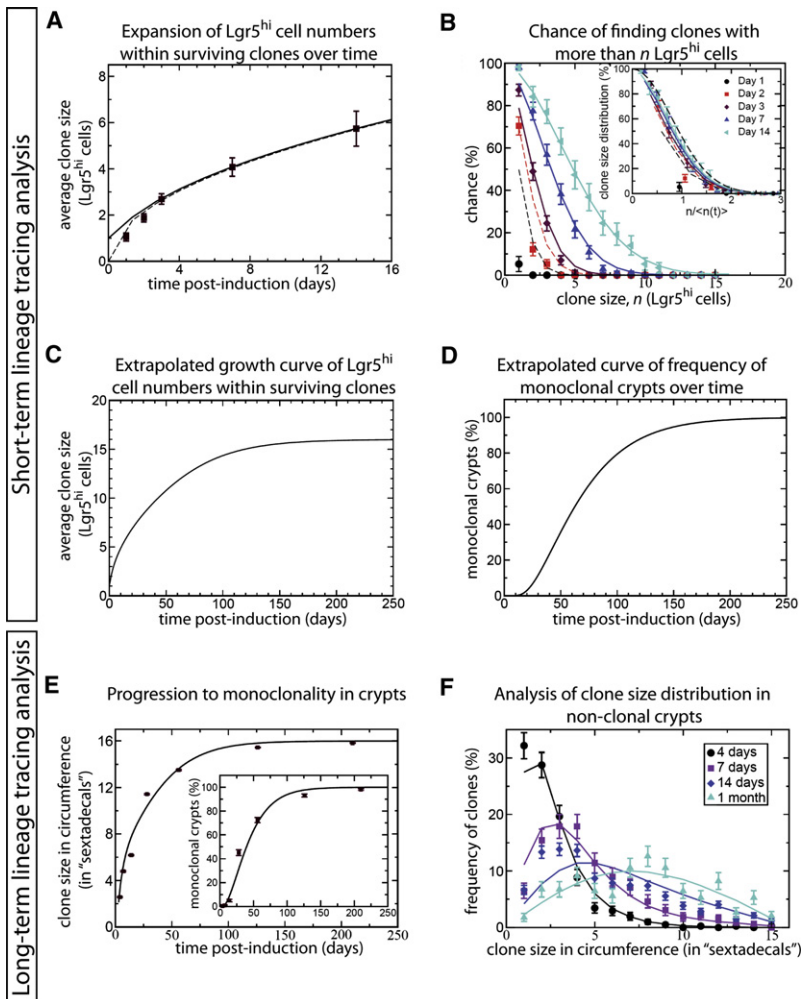 Short-term lineage tracing analysis
A
Expansion of Lgr5hi cell numbers
within surviving clones over time
average clone size
(Lgr5hi cells)
6
4
2
0
0 4 8 12 16
time post-induction (days)
B
Chance of finding clones with
more than n Lgr5hi cells
chance (%)
100
80
60
40
20
0
0 5 10 15 20
clone size, n (Lgr5hi cells)
clone size distribution (%)
100
80
60
40
20
0
0 1 2 3
n/<n(t)>
Day 1
Day 2
Day 3
Day 7
Day 14
C
Extrapolated growth curve of Lgr5hi
cell numbers within surviving clones
average clone size
(Lgr5hi cells)
20
15
10
5
0
0 50 100 150 200 250
time post-induction (days)
D
Extrapolated curve of frequency of
monoclonal crypts over time
monoclonal crypts (%)
100
80
60
40
20
0
0 50 100 150 200 250
time post-induction (days)
Long-term lineage tracing analysis
E
Progression to monoclonality in crypts
clone size in circumference
(in "sextadecals")
16
12
8
4
0
0 50 100 150 200 250
time post-induction (days)
monoclonal crypts (%)
100
80
60
40
20
0
0 50 100 150 200 250
F
Analysis of clone size distribution in
non-clonal crypts
frequency of clones (%)
30
20
10
0
0 5 10 15
clone size in circumference (in "sextadecals")
4 days
7 days
14 days
1 month